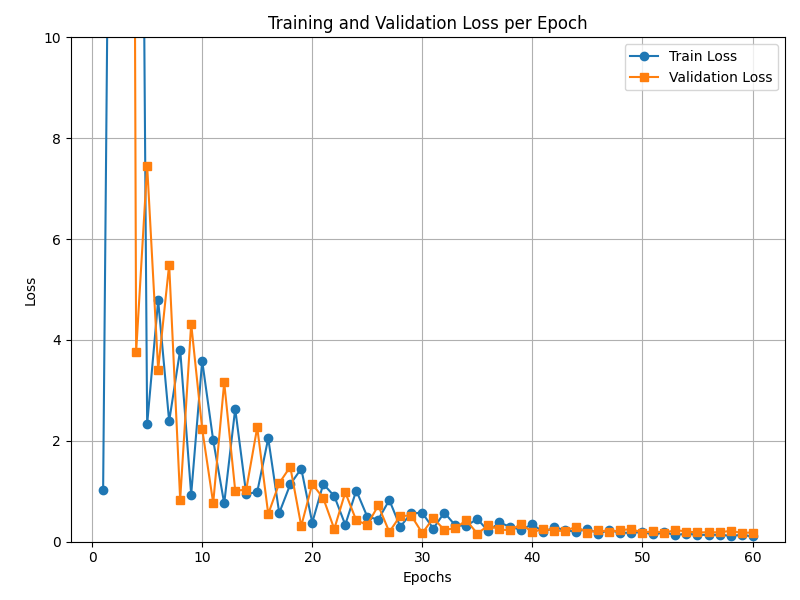 Training and Validation Loss per Epoch
10
8
6
4
2
0
Loss
Train Loss
Validation Loss
0 10 20 30 40 50 60
Epochs